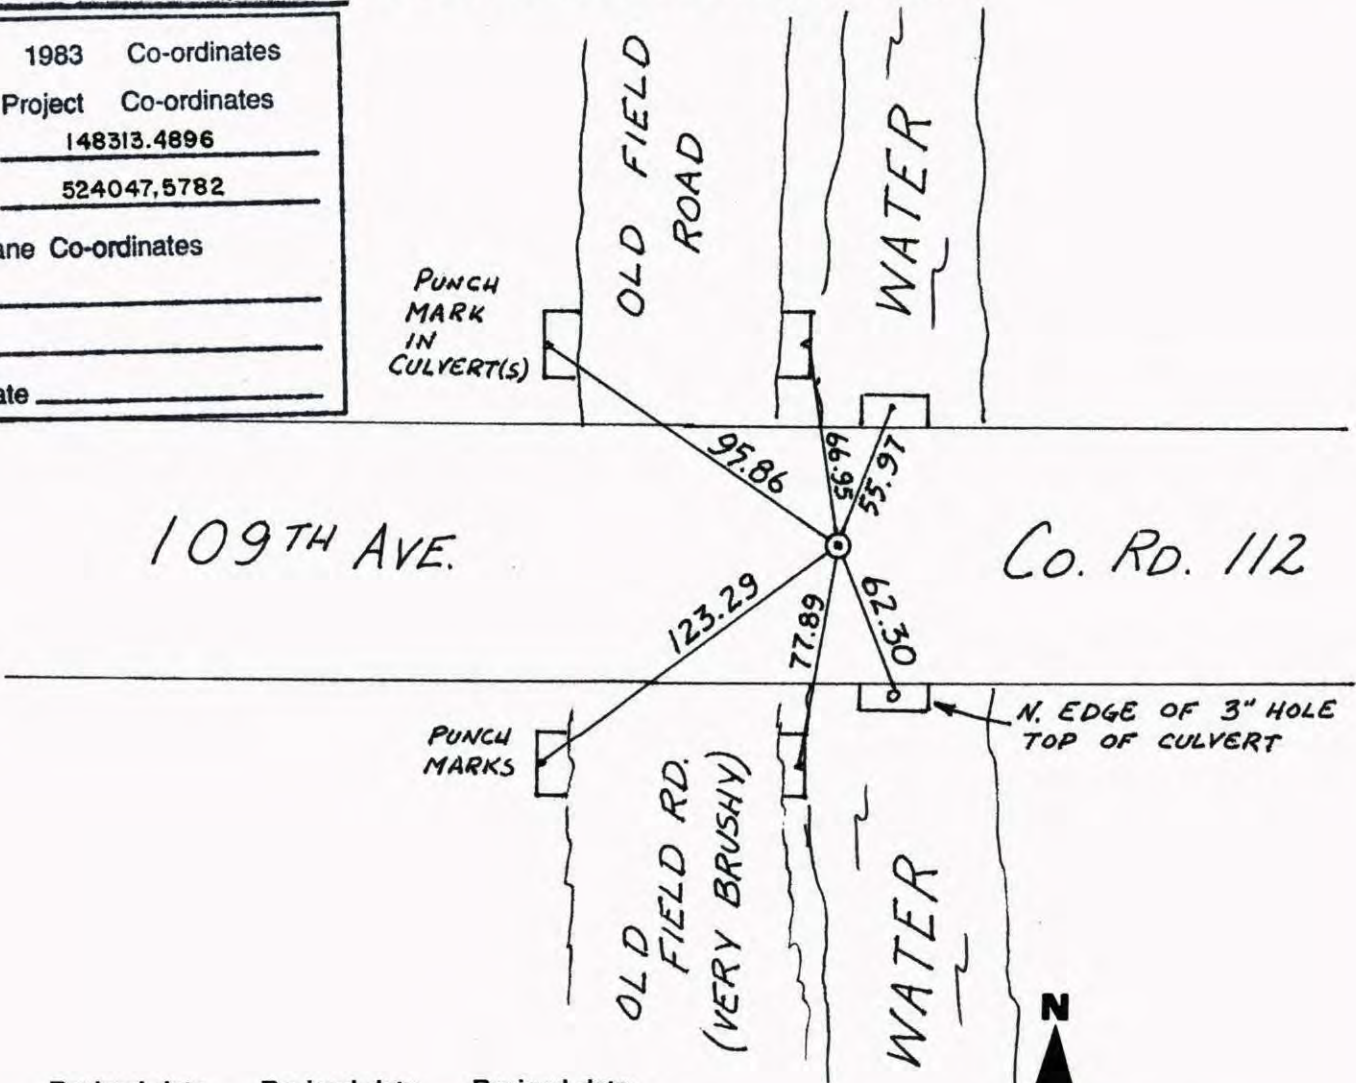 1983 Co-ordinates
Project Co-ordinates
148313.4896
524047,5782
ane Co-ordinates
ate
OLD FIELD
ROAD
WATER
PUNCH
MARK
IN
CULVERT(S)
95.86
66.95
55.97
109TH AVE.
CO. RD. 112
123.29
77.89
62.30
N. EDGE OF 3" HOLE
TOP OF CULVERT
PUNCH
MARKS
OLD
FIELD RD.
(VERY BRUSHY)
WATER
N